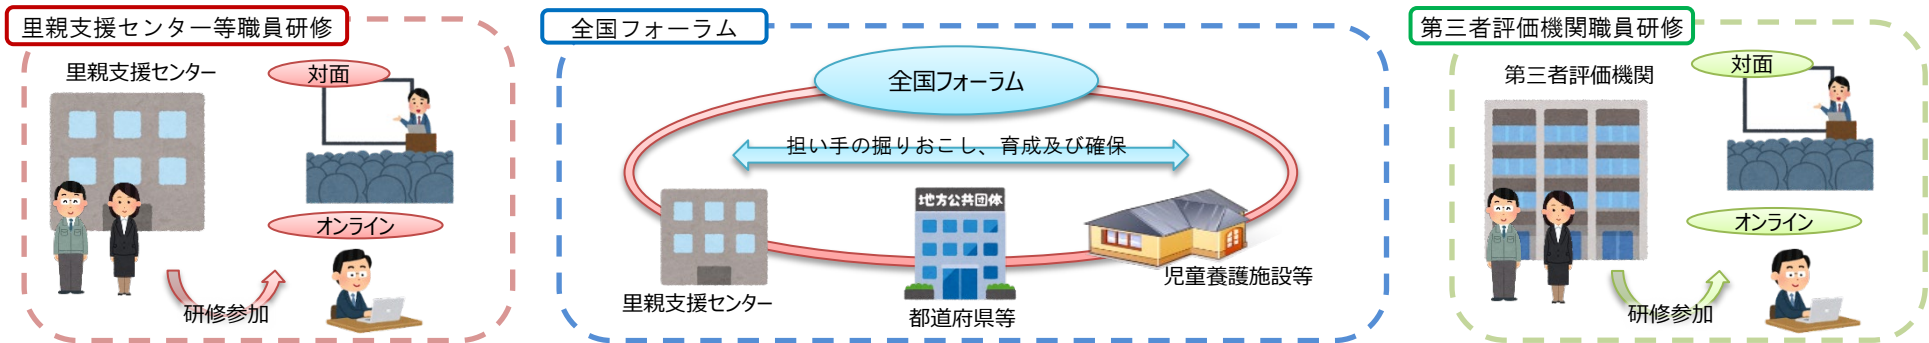 里親支援センター等職員研修
里親支援センター
対面
オンライン
研修参加
全国フォーラム
全国フォーラム
担い手の掘りおこし、育成及び確保
地方公共団体
里親支援センター
都道府県等
児童養護施設等
第三者評価機関職員研修
第三者評価機関
対面
オンライン
研修参加